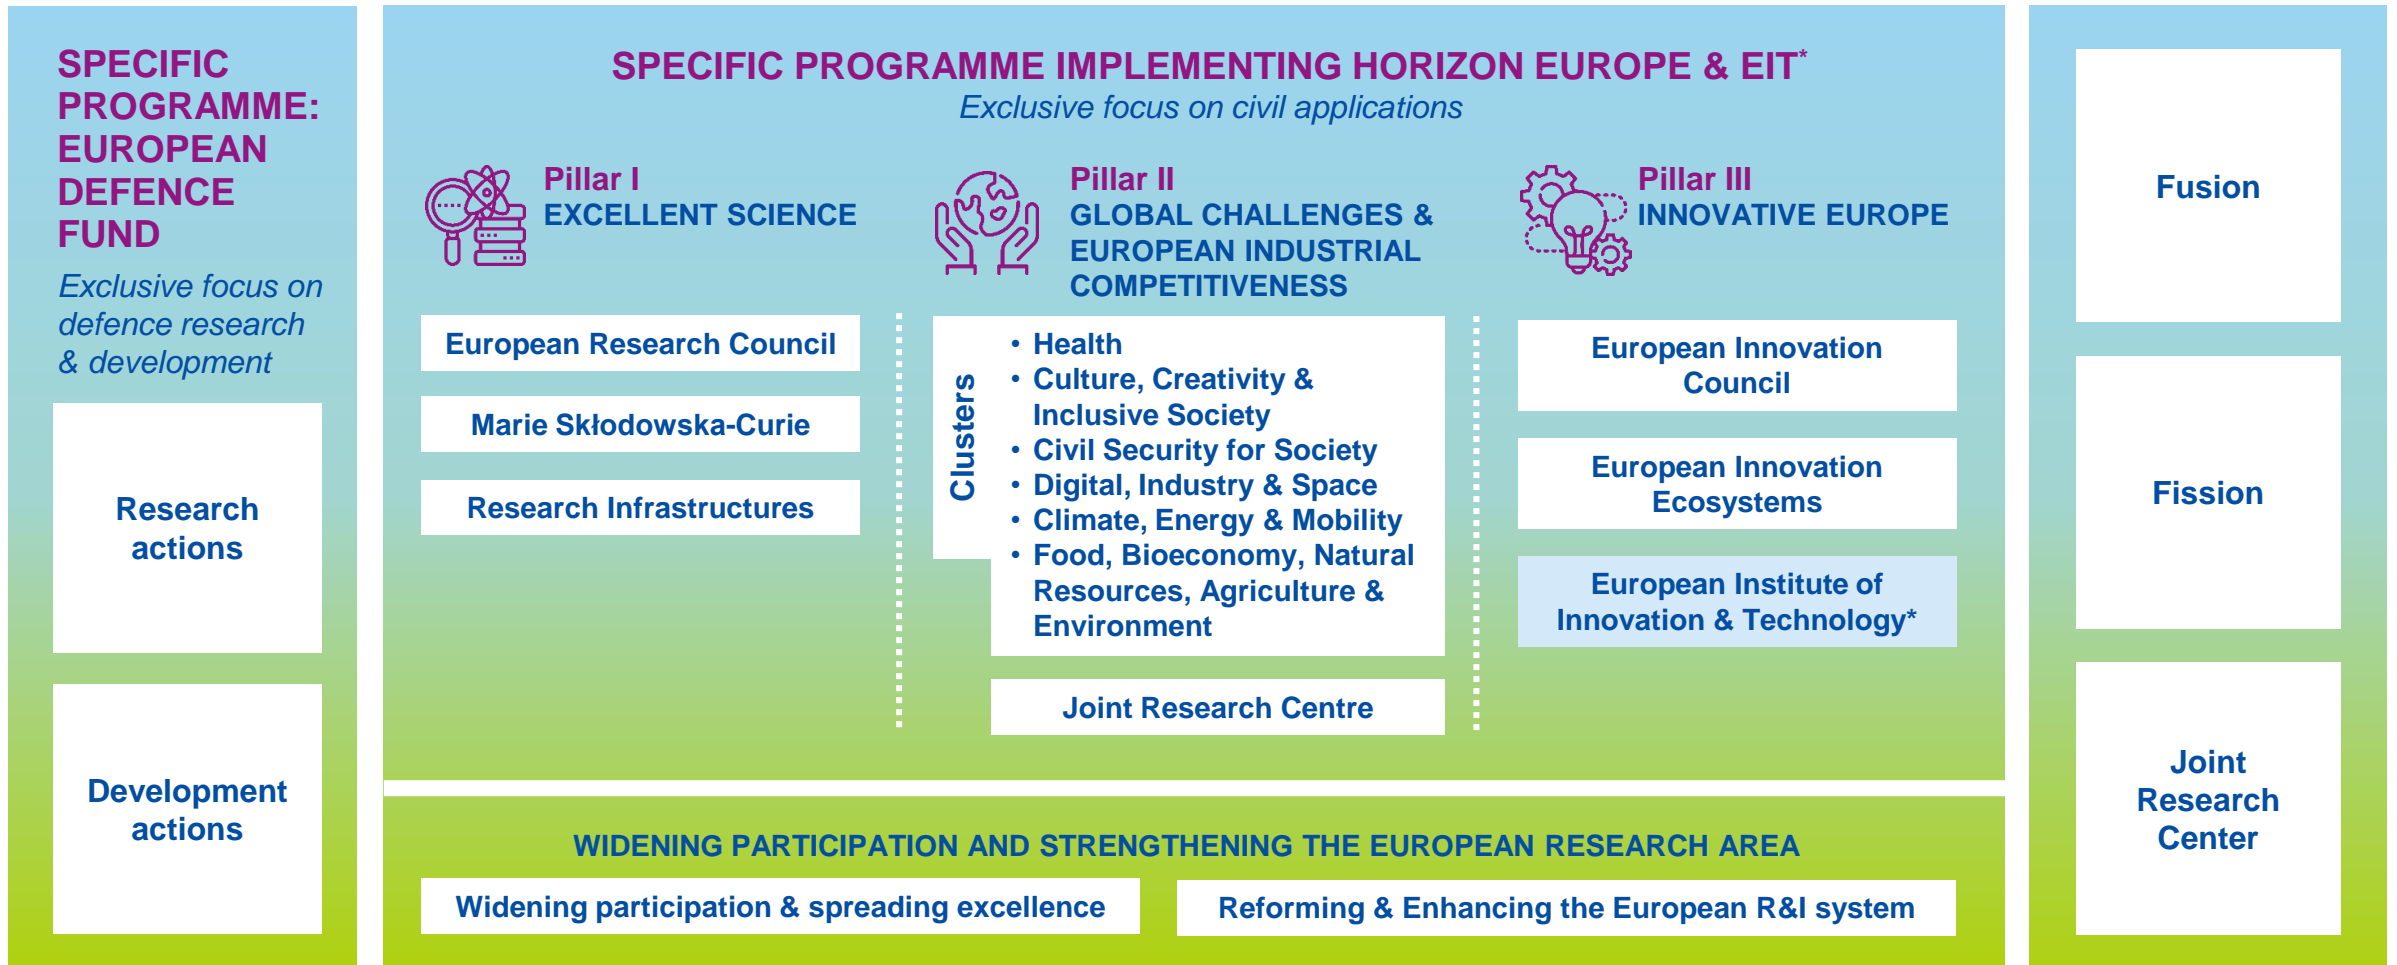 SPECIFIC
PROGRAMME:
EUROPEAN
DEFENCE
FUND
Exclusive focus on
defence research
& development
Research
actions
Development
actions
SPECIFIC PROGRAMME IMPLEMENTING HORIZON EUROPE & EIT*
Exclusive focus on civil applications
Pillar I
EXCELLENT SCIENCE
European Research Council
Marie Skłodowska-Curie
Research Infrastructures
Pillar II
GLOBAL CHALLENGES &
EUROPEAN INDUSTRIAL
COMPETITIVENESS
Clusters
• Health
• Culture, Creativity &
Inclusive Society
• Civil Security for Society
• Digital, Industry & Space
• Climate, Energy & Mobility
• Food, Bioeconomy, Natural
Resources, Agriculture &
Environment
Joint Research Centre
Pillar III
INNOVATIVE EUROPE
European Innovation
Council
European Innovation
Ecosystems
European Institute of
Innovation & Technology*
WIDENING PARTICIPATION AND STRENGTHENING THE EUROPEAN RESEARCH AREA
Widening participation & spreading excellence
Reforming & Enhancing the European R&I system
Fusion
Fission
Joint
Research
Center